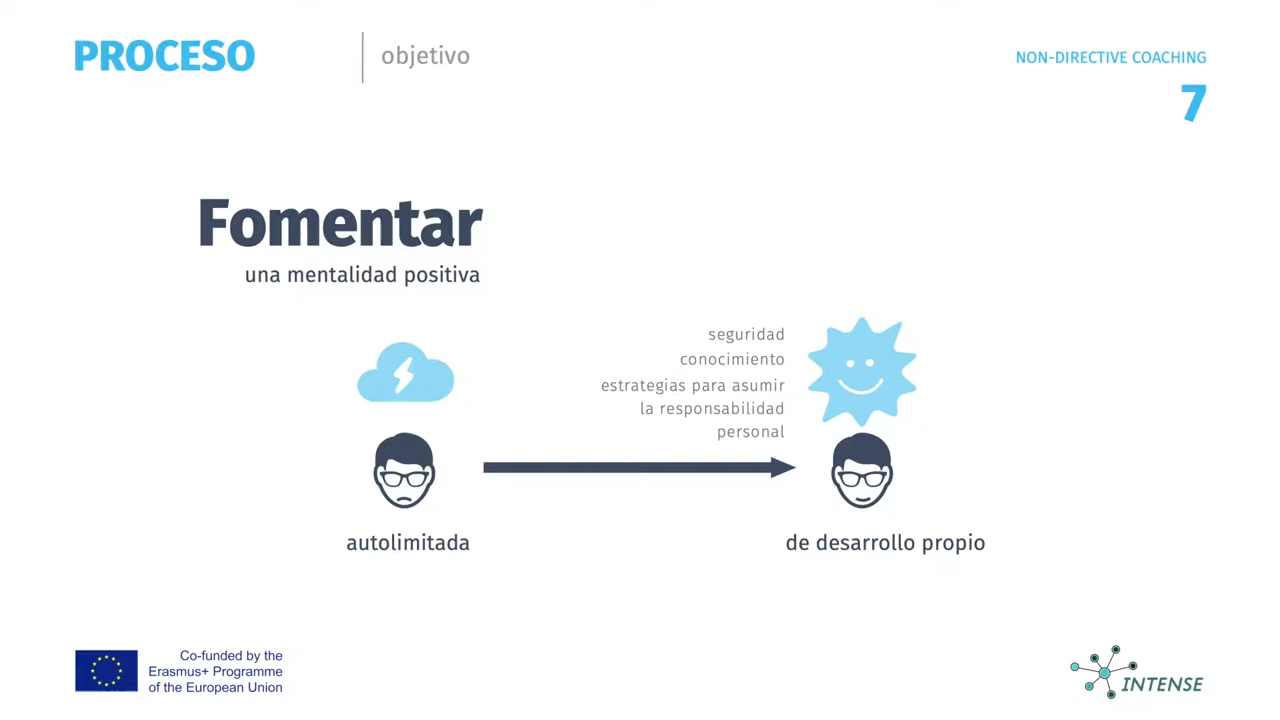 PROCESO
objetivo
NON-DIRECTIVE COACHING
7
Fomentar
una mentalidad positiva
seguridad
conocimiento
estrategias para asumir
la responsabilidad
personal
autolimitada
de desarrollo propio
Co-funded by the
Erasmus+ Programme
of the European Union
INTENSE